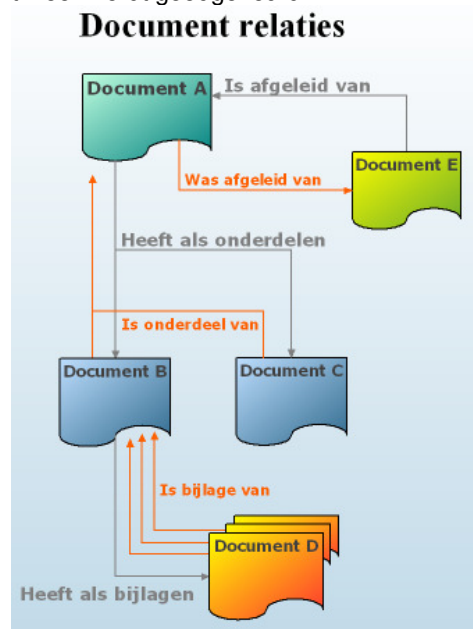 Document relaties
Document A
Is afgeleid van
Document E
Was afgeleid van
Heeft als onderdelen
Is onderdeel van
Document B
Document C
Is bijlage van
Document D
Heeft als bijlagen